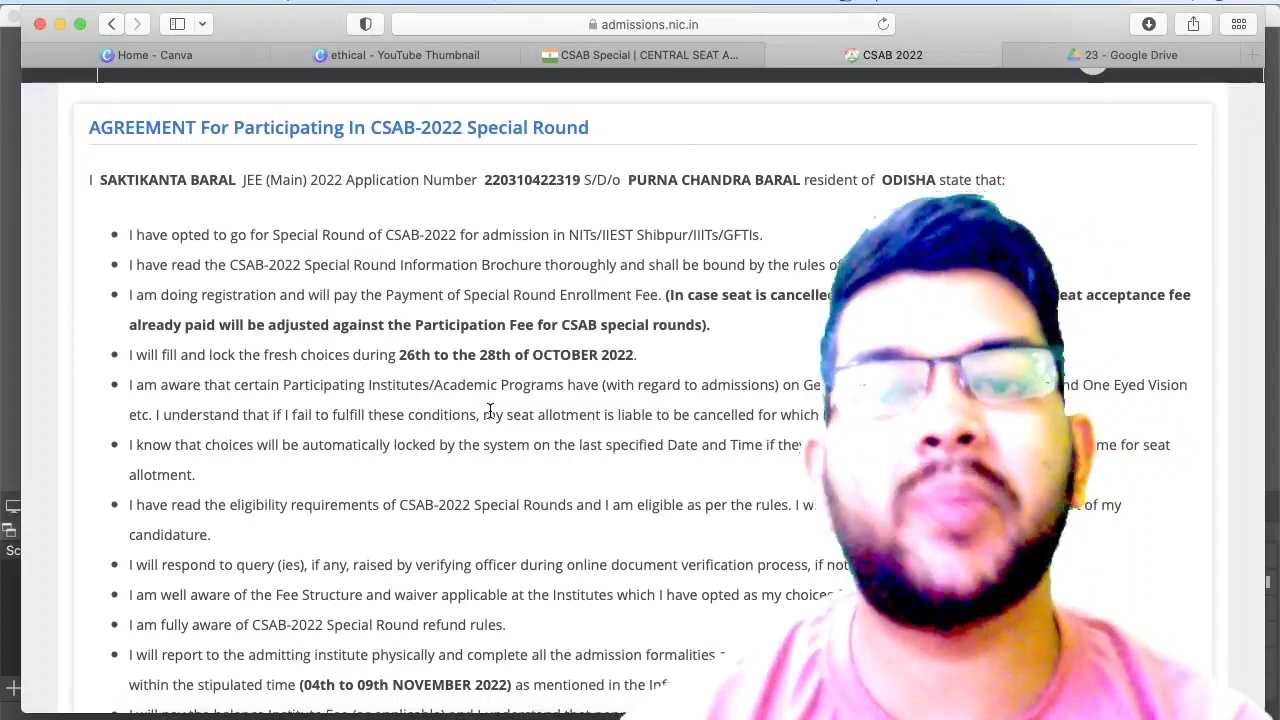 admissions.nic.in
Home - Canva
ethical - YouTube Thumbnail
CSAB Special | CENTRAL SEAT A...
CSAB 2022
23 - Google Drive
AGREEMENT For Participating In CSAB-2022 Special Round
I SAKTIKANTA BARAL JEE (Main) 2022 Application Number 220310422319 S/D/o PURNA CHANDRA BARAL resident of ODISHA state that:
I have opted to go for Special Round of CSAB-2022 for admission in NITs/IIEST Shibpur/IIITs/GFTIs.
I have read the CSAB-2022 Special Round Information Brochure thoroughly and shall be bound by the rules
I am doing registration and will pay the Payment of Special Round Enrollment Fee. (In case seat is cancelled acceptance fee
already paid will be adjusted against the Participation Fee for CSAB special rounds).
I will fill and lock the fresh choices during 26th to the 28th of OCTOBER 2022.
I am aware that certain Participating Institutes/Academic Programs have (with regard to admissions) on One Eyed Vision
etc. I understand that if I fail to fulfill these conditions, my seat allotment is liable to be cancelled for which
I know that choices will be automatically locked by the system on the last specified Date and Time if me for seat
allotment.
I have read the eligibility requirements of CSAB-2022 Special Rounds and I am eligible as per the rules. I of my
candidature.
I will respond to query (ies), if any, raised by verifying officer during online document verification process, if not
I am well aware of the Fee Structure and waiver applicable at the Institutes which I have opted as my choices
I am fully aware of CSAB-2022 Special Round refund rules.
I will report to the admitting institute physically and complete all the admission formalities
within the stipulated time (04th to 09th NOVEMBER 2022) as mentioned in the
Sc